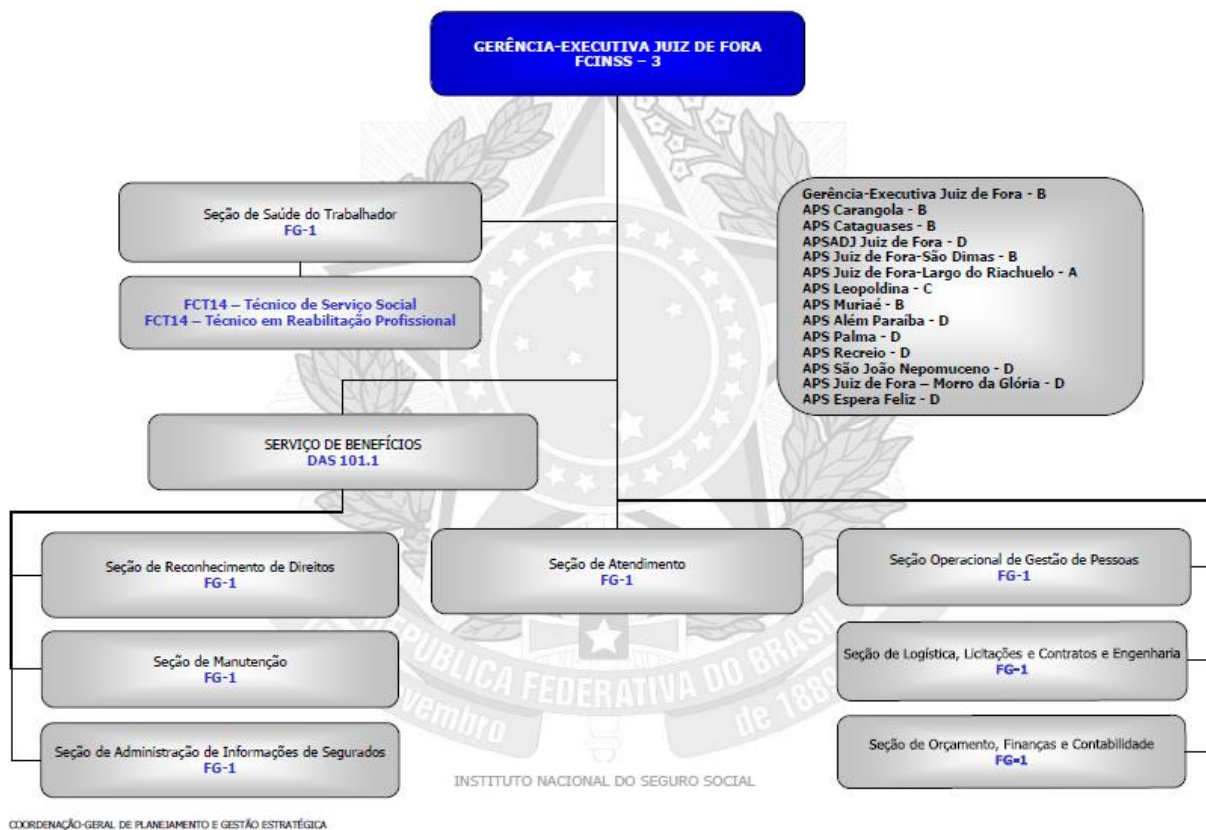 GERÊNCIA-EXECUTIVA JUIZ DE FORA
FCINSS – 3
Seção de Saúde do Trabalhador
FG-1
FCT14 – Técnico de Serviço Social
FCT14 – Técnico em Reabilitação Profissional
Gerência-Executiva Juiz de Fora - B
APS Carangola - B
APS Cataguases - B
APSADJ Juiz de Fora - D
APS Juiz de Fora-São Dimas - B
APS Juiz de Fora-Largo do Riachuelo - A
APS Leopoldina - C
APS Muriaé - B
APS Além Paraíba - D
APS Palma - D
APS Recreio - D
APS São João Nepomuceno - D
APS Juiz de Fora – Morro da Glória - D
APS Espera Feliz - D
SERVIÇO DE BENEFÍCIOS
DAS 101.1
Seção de Reconhecimento de Direitos
FG-1
Seção de Manutenção
FG-1
Seção de Administração de Informações de Segurados
FG-1
Seção de Atendimento
FG-1
Seção Operacional de Gestão de Pessoas
FG-1
Seção de Logística, Licitações e Contratos e Engenharia
FG-1
Seção de Orçamento, Finanças e Contabilidade
FG-1
REPÚBLICA FEDERATIVA DO BRASIL
vembro
de 1889
INSTITUTO NACIONAL DO SEGURO SOCIAL
COORDENAÇÃO-GERAL DE PLANEJAMENTO E GESTÃO ESTRATÉGICA